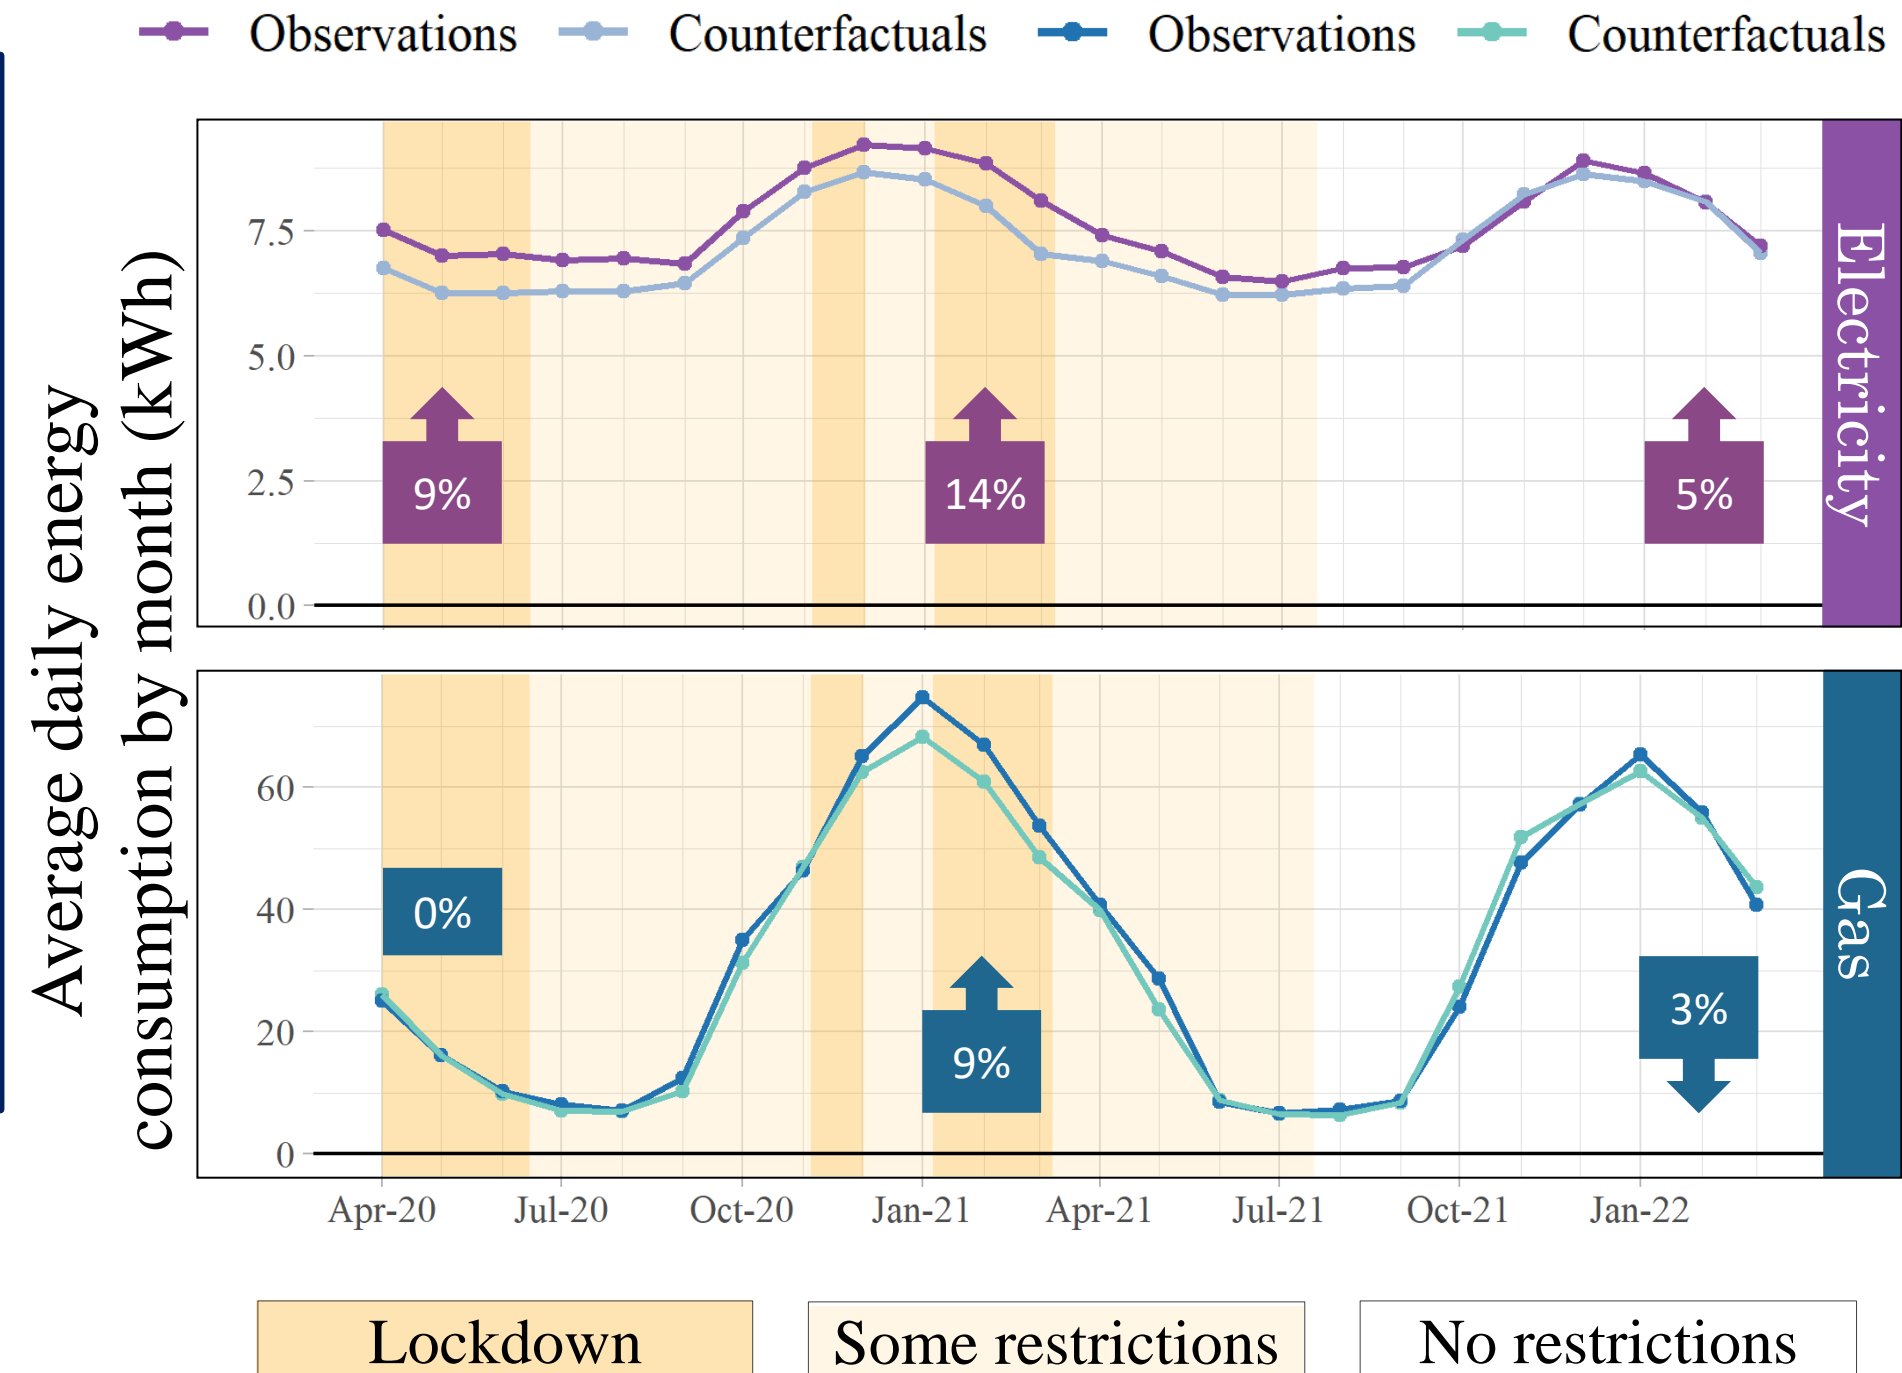 Observations Counterfactuals Observations Counterfactuals
Average daily energy
consumption by month (kWh)
7.5
5.0
2.5
0.0
9%
14%
5%
Electricity
60
40
20
0
0%
9%
3%
Gas
Apr-20 Jul-20 Oct-20 Jan-21 Apr-21 Jul-21 Oct-21 Jan-22
Lockdown
Some restrictions
No restrictions